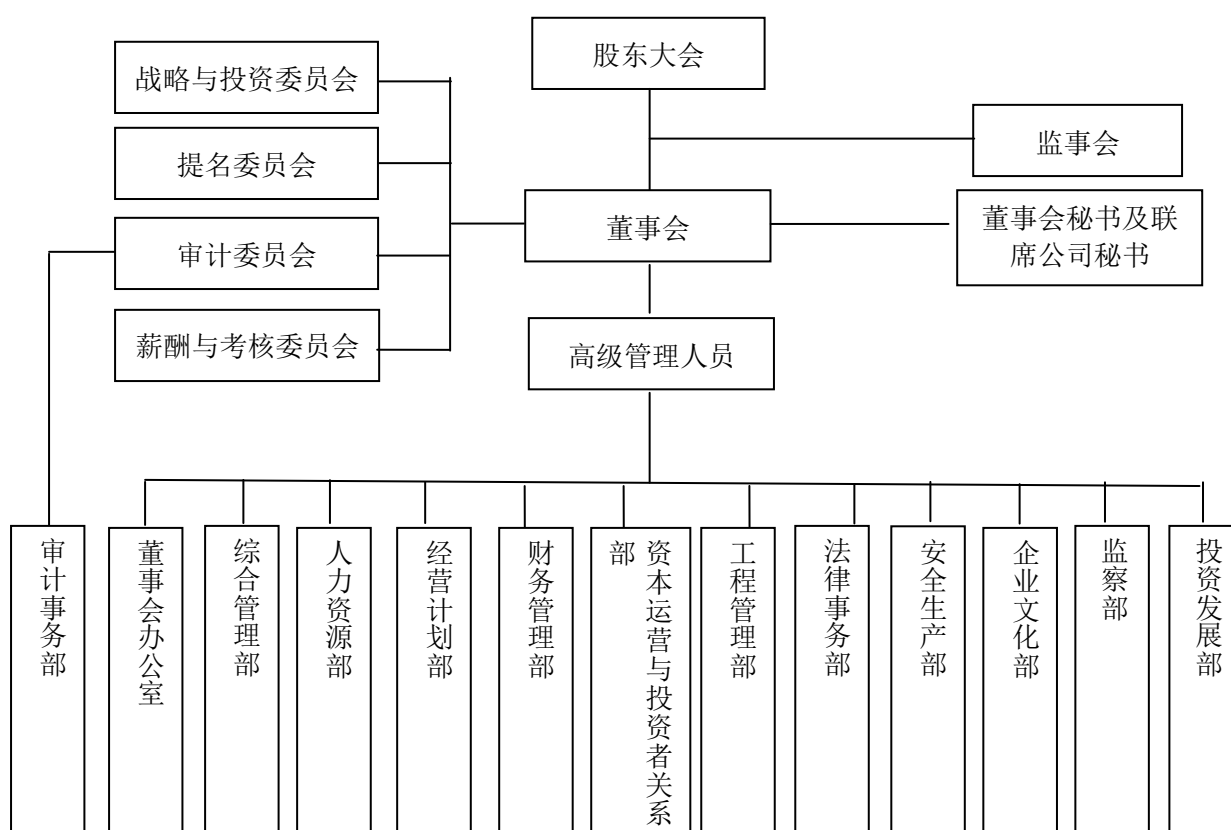 股东大会
战略与投资委员会
监事会
提名委员会
董事会
董事会秘书及联
席公司秘书
审计委员会
薪酬与考核委员会
高级管理人员
审计事务部
董事会办公室
综合管理部
人力资源部
经营计划部
财务管理部
资本运营与投资者关系
部
工程管理部
法律事务部
安全生产部
企业文化部
监察部
投资发展部